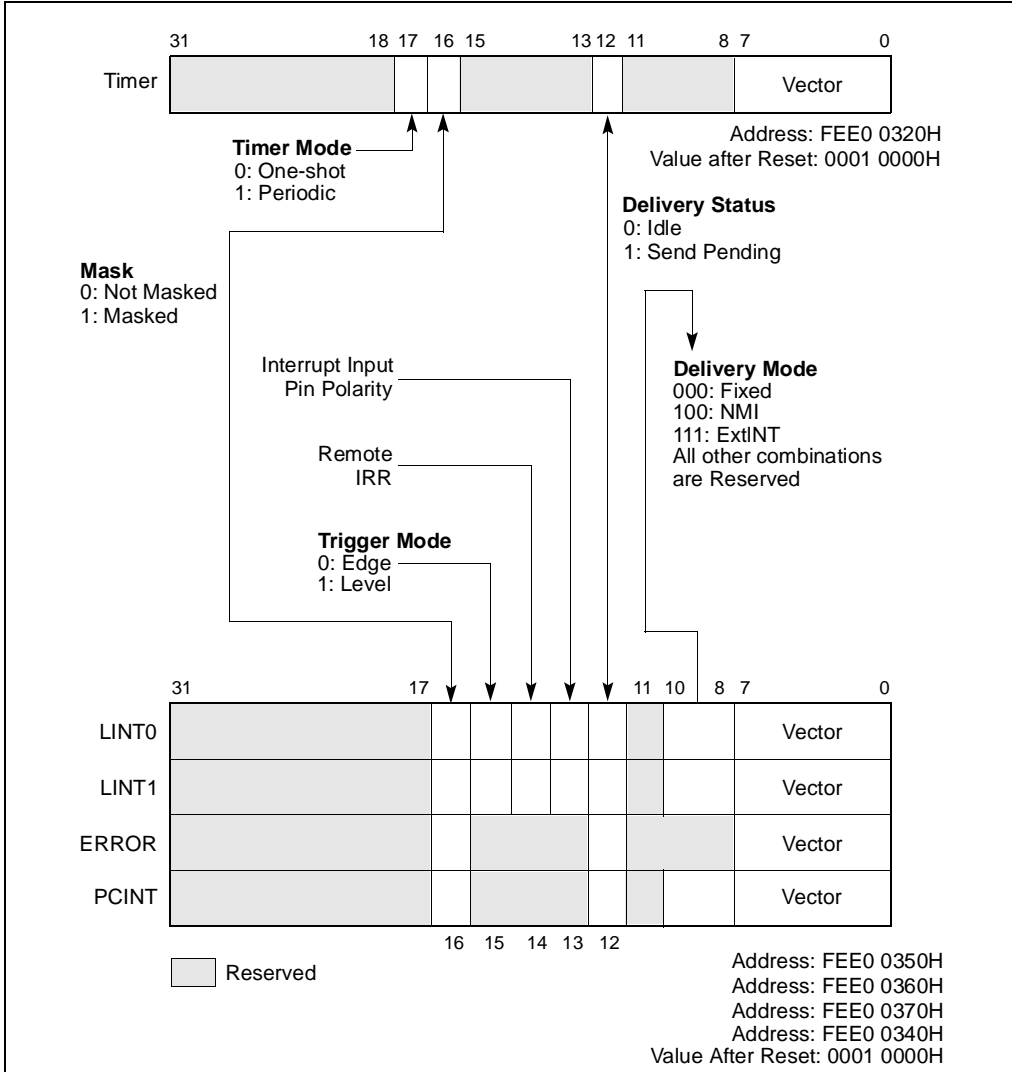 31 18 17 16 15 13 12 11 8 7 0
Timer Vector
Address: FEE0 0320H
Value after Reset: 0001 0000H
Timer Mode
0: One-shot
1: Periodic
Delivery Status
0: Idle
1: Send Pending
Mask
0: Not Masked
1: Masked
Interrupt Input
Pin Polarity
Delivery Mode
000: Fixed
100: NMI
111: ExtINT
All other combinations
are Reserved
Remote
IRR
Trigger Mode
0: Edge
1: Level
31 17 11 10 8 7 0
LINT0 Vector
LINT1 Vector
ERROR Vector
PCINT Vector
16 15 14 13 12
Reserved
Address: FEE0 0350H
Address: FEE0 0360H
Address: FEE0 0370H
Address: FEE0 0340H
Value After Reset: 0001 0000H